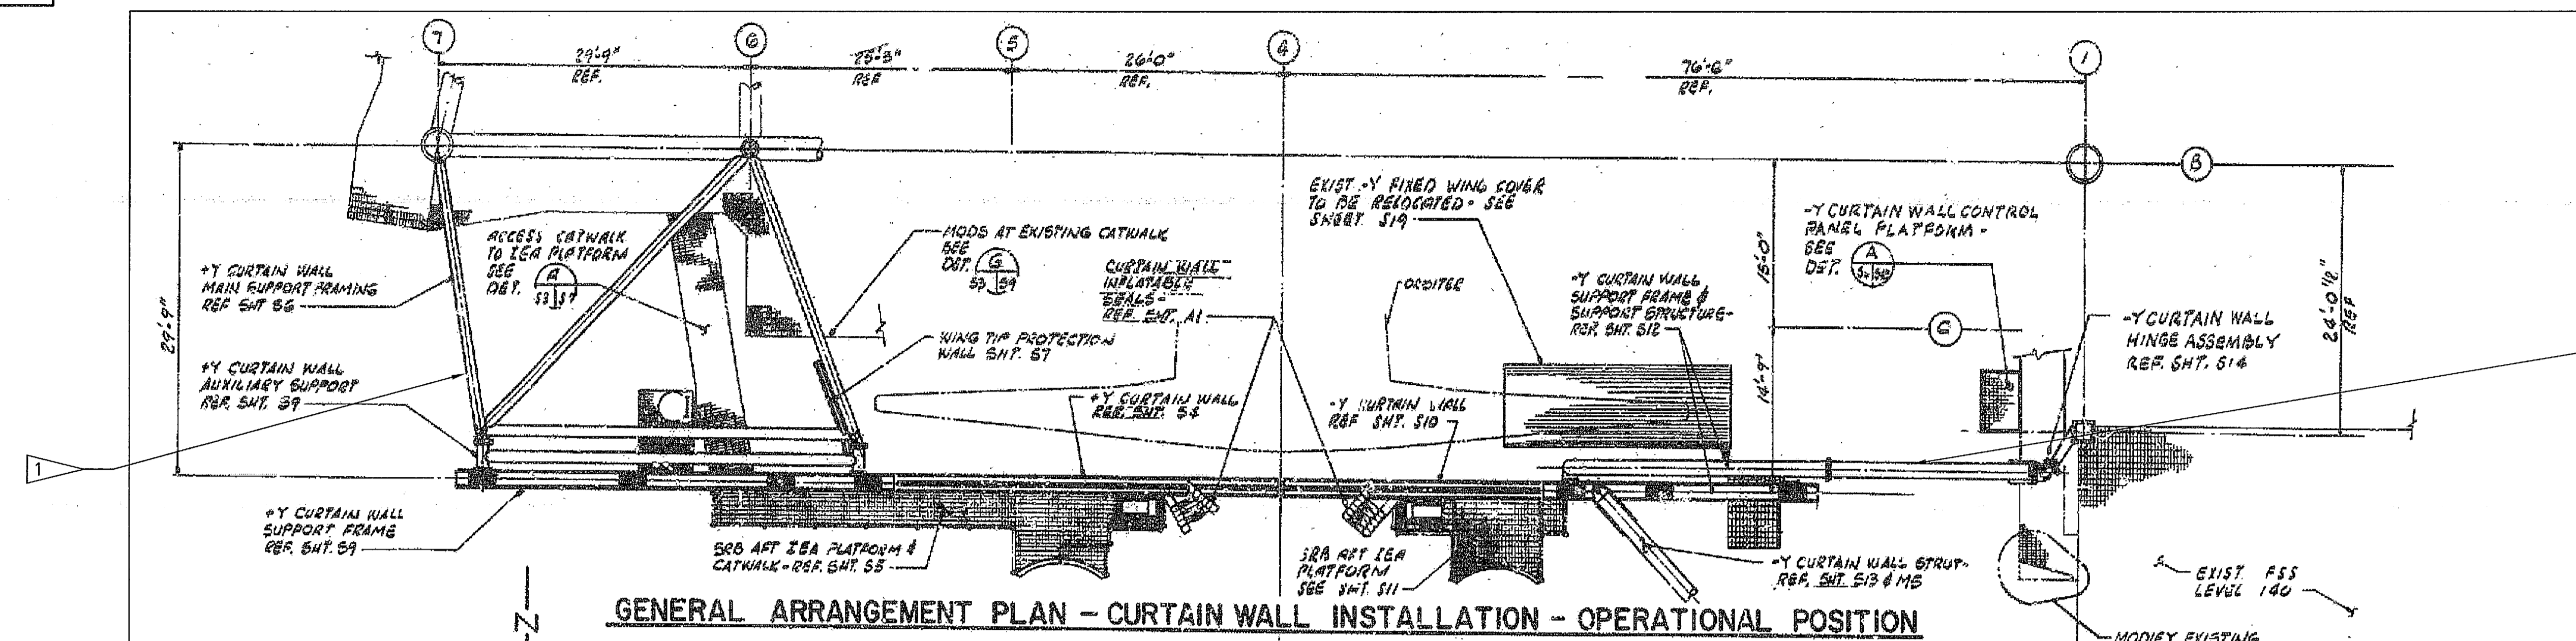 7
6
5
4
1
29'-9"
REF.
25'-3"
REF
26'-0"
REF.
76'-6"
REF.
B
29'-9"
+Y CURTAIN WALL
MAIN SUPPORT FRAMING
REF SHT S6
ACCESS CATWALK
TO IEA PLATFORM
SEE
DET.
A
S3 S7
MODS AT EXISTING CATWALK
SEE
DET.
G
S3 S9
CURTAIN WALL
INFLATABLE
SEALS-
REF. SHT. A1
EXIST -Y FIXED WING COVER
TO BE RELOCATED - SEE
SHEET S19
ORBITER
-Y CURTAIN WALL
SUPPORT FRAME &
SUPPORT STRUCTURE-
REF. SHT. S12
15'-0"
14'-9"
-Y CURTAIN WALL CONTROL
PANEL PLATFORM -
SEE
DET.
A
C
-Y CURTAIN WALL
HINGE ASSEMBLY
REF. SHT. S14
24'-0 1/2"
REF
+Y CURTAIN WALL
AUXILIARY SUPPORT
REF. SHT. S9
WING TIP PROTECTION
WALL SHT. S7
+Y CURTAIN WALL
REF. SHT. S4
-Y CURTAIN WALL
REF SHT. S10
1
+Y CURTAIN WALL
SUPPORT FRAME
REF. SHT. S9
SRB AFT IEA PLATFORM &
CATWALK - REF. SHT. S5
SRB AFT IEA
PLATFORM
SEE SHT. S11
-Y CURTAIN WALL STRUT-
REF. SHT S13 & M5
EXIST. FSS
LEVEL 140
Z
GENERAL ARRANGEMENT PLAN - CURTAIN WALL INSTALLATION - OPERATIONAL POSITION
MODIFY EXISTING